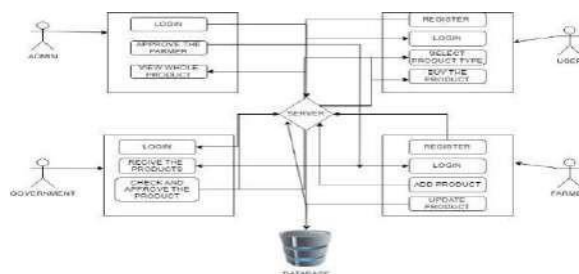 LOGIN
APPROVE THE
FARMER
VIEW WHOLE
PRODUCT
ADMIN
REGISTER
LOGIN
SELECT
PRODUCT TYPE,
BUY THE
PRODUCT
USER
SERVER
LOGIN
RECIVE THE
PRODUCTS
CHECK AND
APPROVE THE
PRODUCT
GOVERNMENT
REGISTER
LOGIN
ADD PRODUCT
UPDATE
PRODUCT
FARME
DATABASE